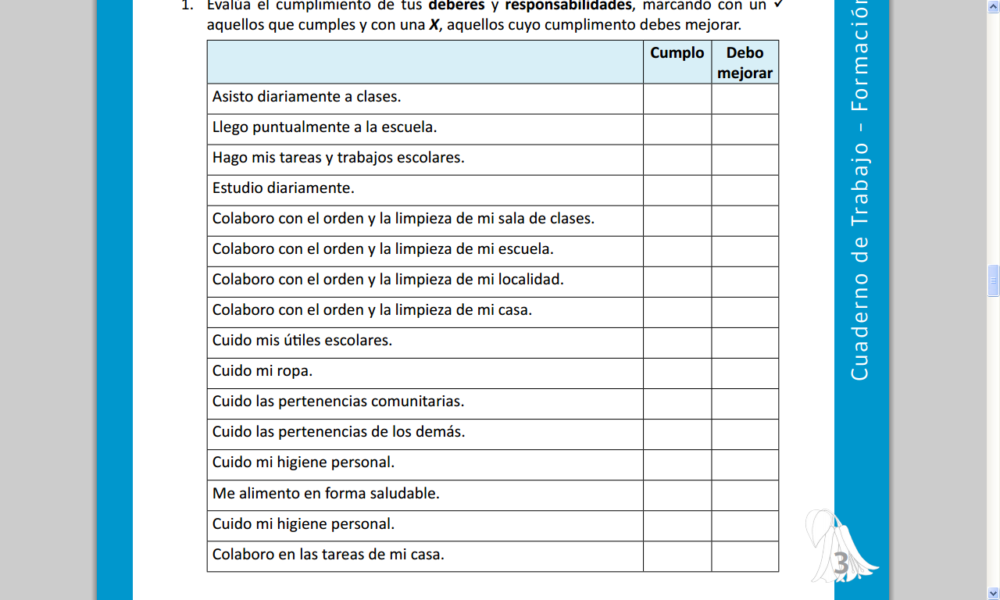 1. Evalúa el cumplimiento de tus deberes y responsabilidades, marcando con un ✓
aquellos que cumples y con una X, aquellos cuyo cumplimento debes mejorar.
Cumplo Debo mejorar
Asisto diariamente a clases.
Llego puntualmente a la escuela.
Hago mis tareas y trabajos escolares.
Estudio diariamente.
Colaboro con el orden y la limpieza de mi sala de clases.
Colaboro con el orden y la limpieza de mi escuela.
Colaboro con el orden y la limpieza de mi localidad.
Colaboro con el orden y la limpieza de mi casa.
Cuido mis útiles escolares.
Cuido mi ropa.
Cuido las pertenencias comunitarias.
Cuido las pertenencias de los demás.
Cuido mi higiene personal.
Me alimento en forma saludable.
Cuido mi higiene personal.
Colaboro en las tareas de mi casa.
Cuaderno de Trabajo – Formación
3